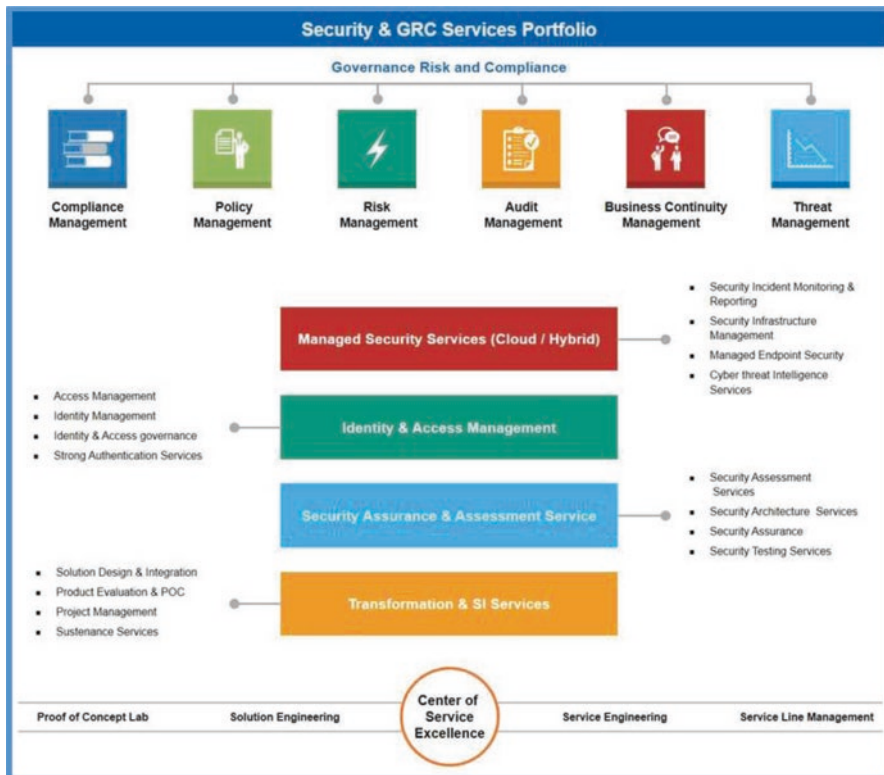 Security & GRC Services Portfolio
Governance Risk and Compliance
Compliance
Management
Policy
Management
Risk
Management
Audit
Management
Business Continuity
Management
Threat
Management
Managed Security Services (Cloud / Hybrid)
▪ Security Incident Monitoring &
Reporting
▪ Security Infrastructure
Management
▪ Managed Endpoint Security
▪ Cyber threat Intelligence
Services
▪ Access Management
▪ Identity Management
▪ Identity & Access governance
▪ Strong Authentication Services
Identity & Access Management
Security Assurance & Assessment Service
▪ Security Assessment
Services
▪ Security Architecture Services
▪ Security Assurance
▪ Security Testing Services
▪ Solution Design & Integration
▪ Product Evaluation & POC
▪ Project Management
▪ Sustenance Services
Transformation & SI Services
Proof of Concept Lab
Solution Engineering
Center of
Service
Excellence
Service Engineering
Service Line Management